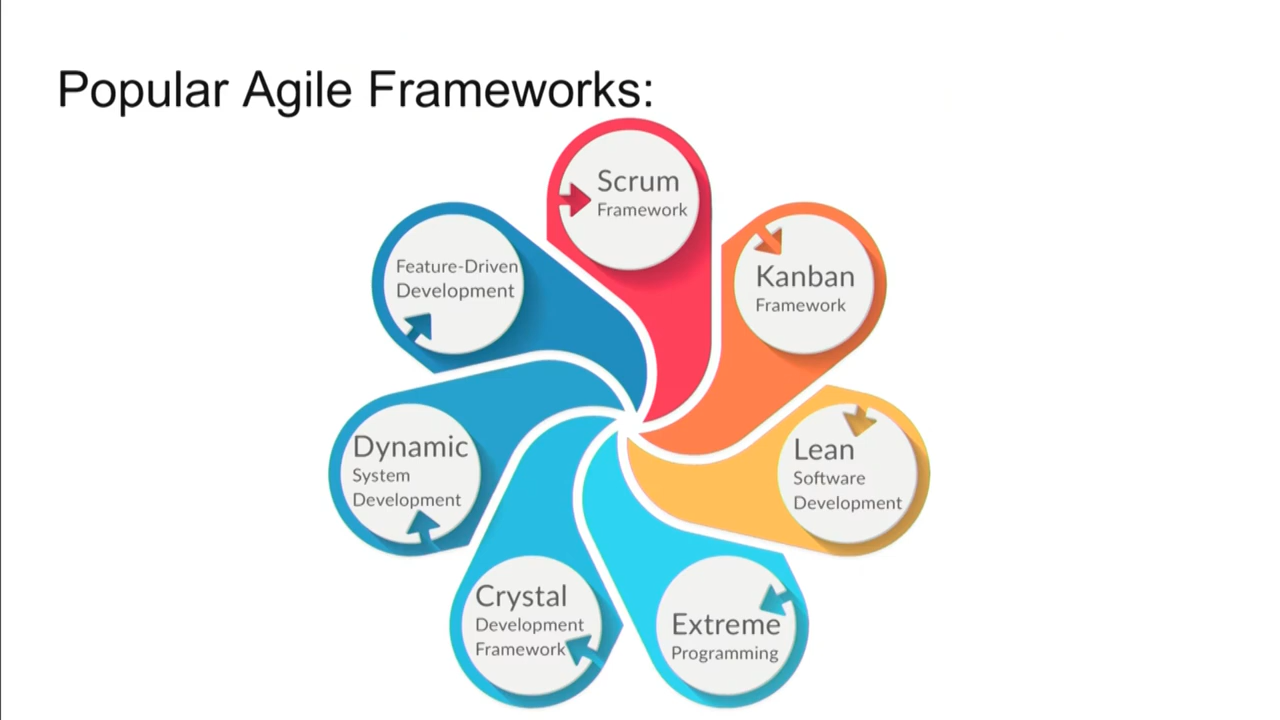 Popular Agile Frameworks:
Scrum
Framework
Kanban
Framework
Lean
Software
Development
Extreme
Programming
Crystal
Development
Framework
Dynamic
System
Development
Feature-Driven
Development